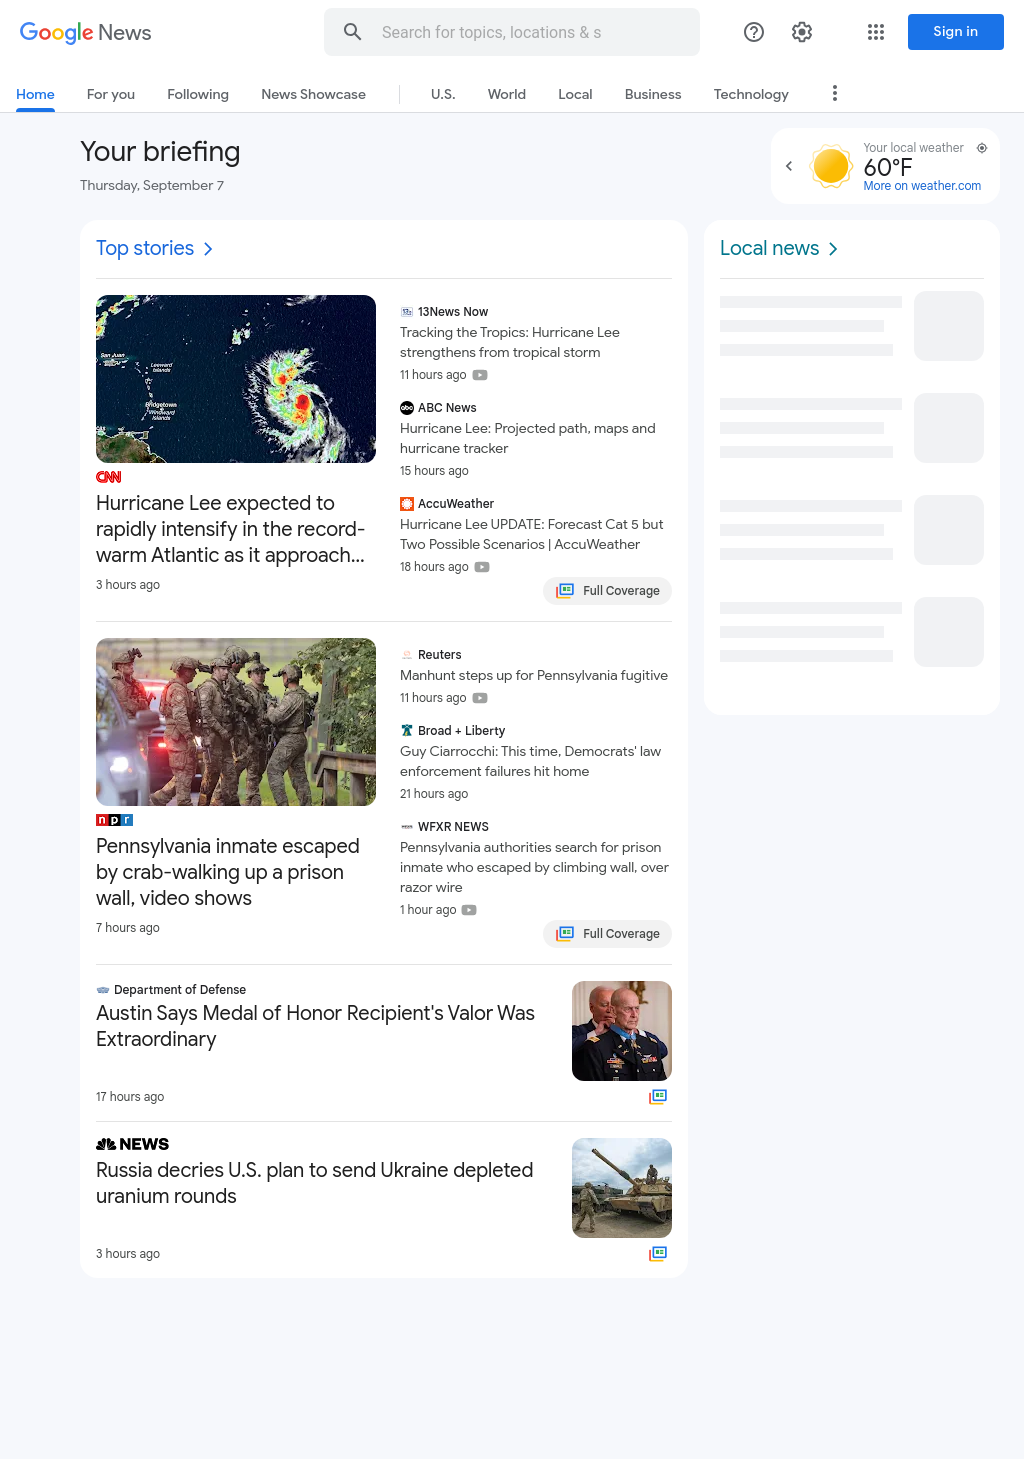 Google News
Search for topics, locations & s
Sign in
Home
For you
Following
News Showcase
U.S.
World
Local
Business
Technology
Your briefing
Thursday, September 7
Your local weather
60°F
More on weather.com
Top stories
San Juan
Leeward
Islands
Bridgetown
Windward
Islands
CNN
Hurricane Lee expected to
rapidly intensify in the record-
warm Atlantic as it approach...
3 hours ago
13News Now
Tracking the Tropics: Hurricane Lee
strengthens from tropical storm
11 hours ago
abc
ABC News
Hurricane Lee: Projected path, maps and
hurricane tracker
15 hours ago
AccuWeather
Hurricane Lee UPDATE: Forecast Cat 5 but
Two Possible Scenarios | AccuWeather
18 hours ago
Full Coverage
npr
Pennsylvania inmate escaped
by crab-walking up a prison
wall, video shows
7 hours ago
Reuters
Manhunt steps up for Pennsylvania fugitive
11 hours ago
Broad + Liberty
Guy Ciarrocchi: This time, Democrats' law
enforcement failures hit home
21 hours ago
WFXR NEWS
Pennsylvania authorities search for prison
inmate who escaped by climbing wall, over
razor wire
1 hour ago
Full Coverage
Department of Defense
Austin Says Medal of Honor Recipient's Valor Was
Extraordinary
17 hours ago
NEWS
Russia decries U.S. plan to send Ukraine depleted
uranium rounds
3 hours ago
Local news